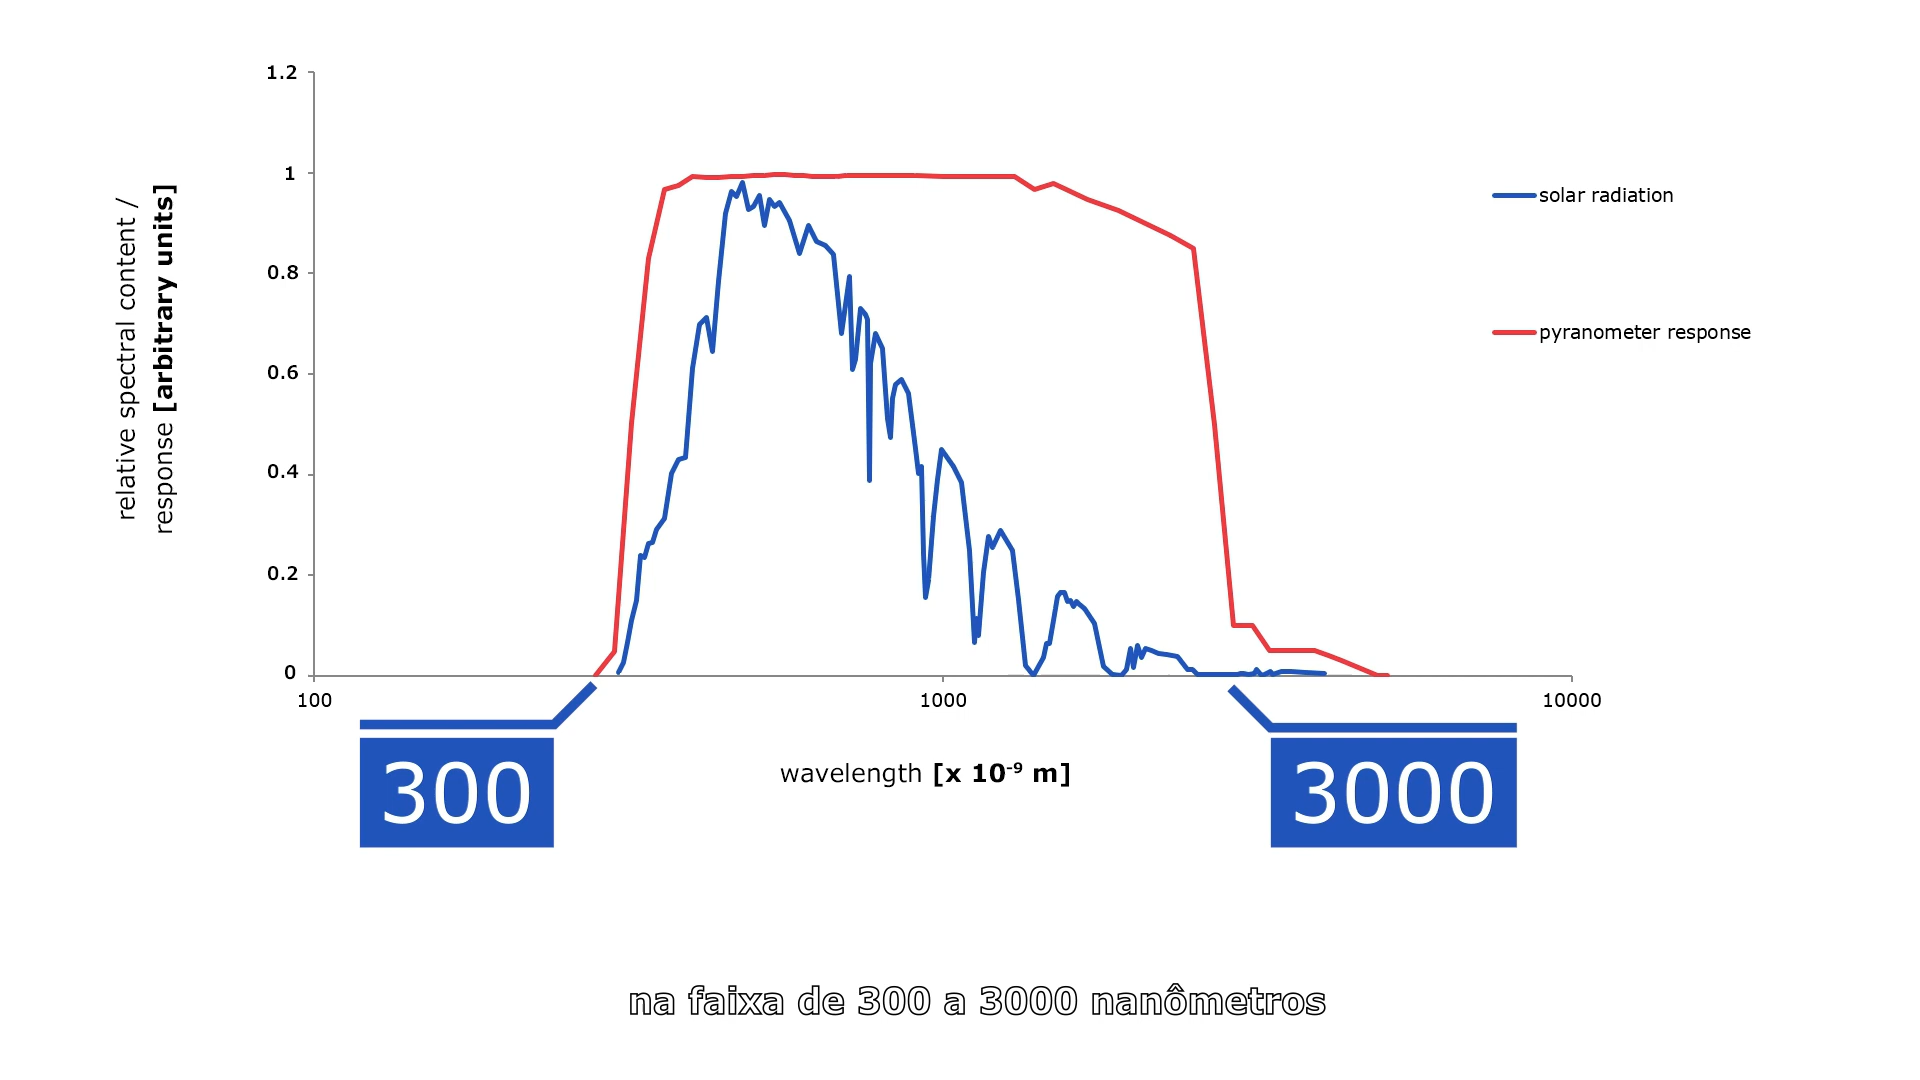 1.2
1
0.8
0.6
0.4
0.2
0
relative spectral content /
response [arbitrary units]
solar radiation
pyranometer response
100
1000
10000
wavelength [x 10⁻⁹ m]
300
3000
na faixa de 300 a 3000 nanômetros